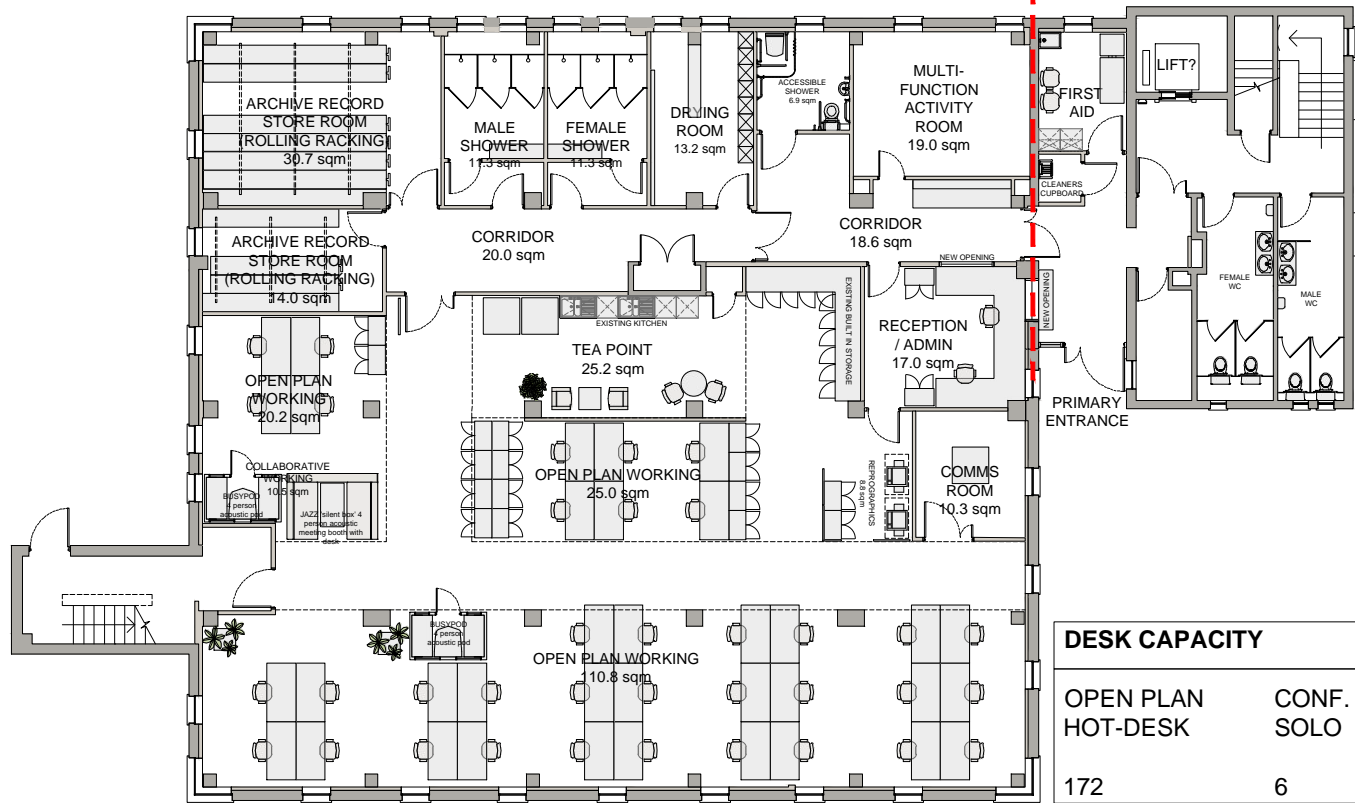 ARCHIVE RECORD
STORE ROOM
(ROLLING RACKING)
30.7 sqm
MALE
SHOWER
11.3 sqm
FEMALE
SHOWER
11.3 sqm
DRYING
ROOM
13.2 sqm
ACCESSIBLE
SHOWER
6.9 sqm
MULTI-
FUNCTION
ACTIVITY
ROOM
19.0 sqm
FIRST
AID
LIFT?
CLEANERS
CUPBOARD
ARCHIVE RECORD
STORE ROOM
(ROLLING RACKING)
14.0 sqm
CORRIDOR
20.0 sqm
CORRIDOR
18.6 sqm
NEW OPENING
NEW OPENING
FEMALE
WC
MALE
WC
EXISTING KITCHEN
TEA POINT
25.2 sqm
EXISTING BUILT IN STORAGE
RECEPTION
/ ADMIN
17.0 sqm
PRIMARY
ENTRANCE
OPEN PLAN
WORKING
20.2 sqm
COLLABORATIVE
WORKING
10.5 sqm
BUSYPOD
4 person
acoustic pod
JAZZ 'silent box' 4
person acoustic
meeting booth with
desk
OPEN PLAN WORKING
25.0 sqm
REPROGRAPHICS
8.8 sqm
COMMS
ROOM
10.3 sqm
BUSYPOD
4 person
acoustic pod
OPEN PLAN WORKING
110.8 sqm
DESK CAPACITY
OPEN PLAN CONF.
HOT-DESK SOLO
172 6